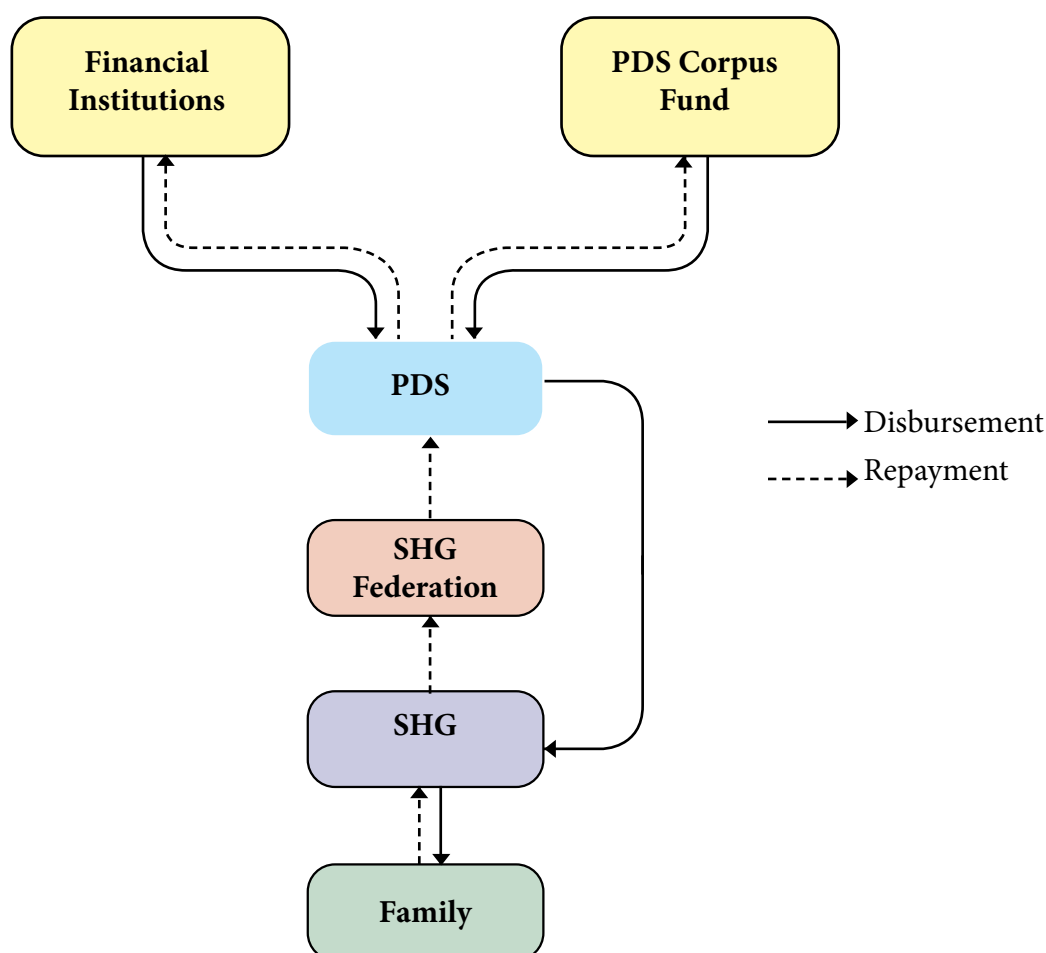 Financial
Institutions
PDS Corpus
Fund
PDS
Disbursement
Repayment
SHG
Federation
SHG
Family